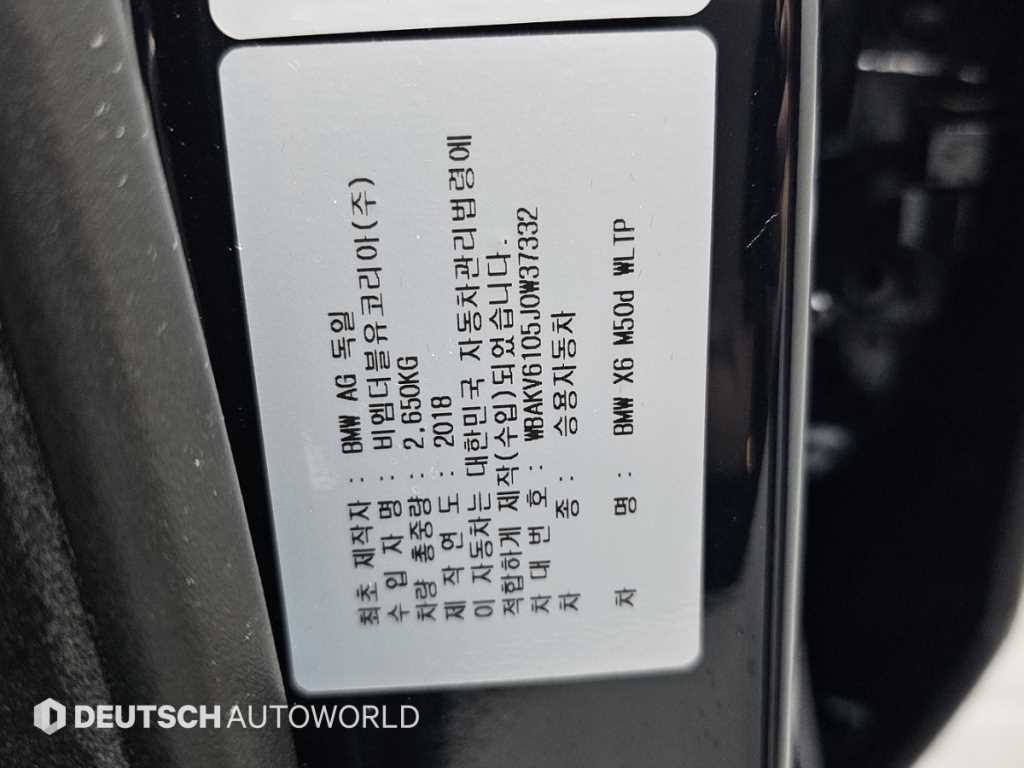 최초 제작자 : BMW AG 독일
수 입 자 명 : 비엠더블유코리아(주)
차량 총중량 : 2,650KG
제 작 연 도 : 2018
이 자동차는 대한민국 자동차관리법령에
적합하게 제작(수입)되었습니다.
차 대 번 호 : WBAKV6105J0W37332
차 종 : 승용자동차
차 명 : BMW X6 M50d WLTP
DEUTSCH AUTOWORLD